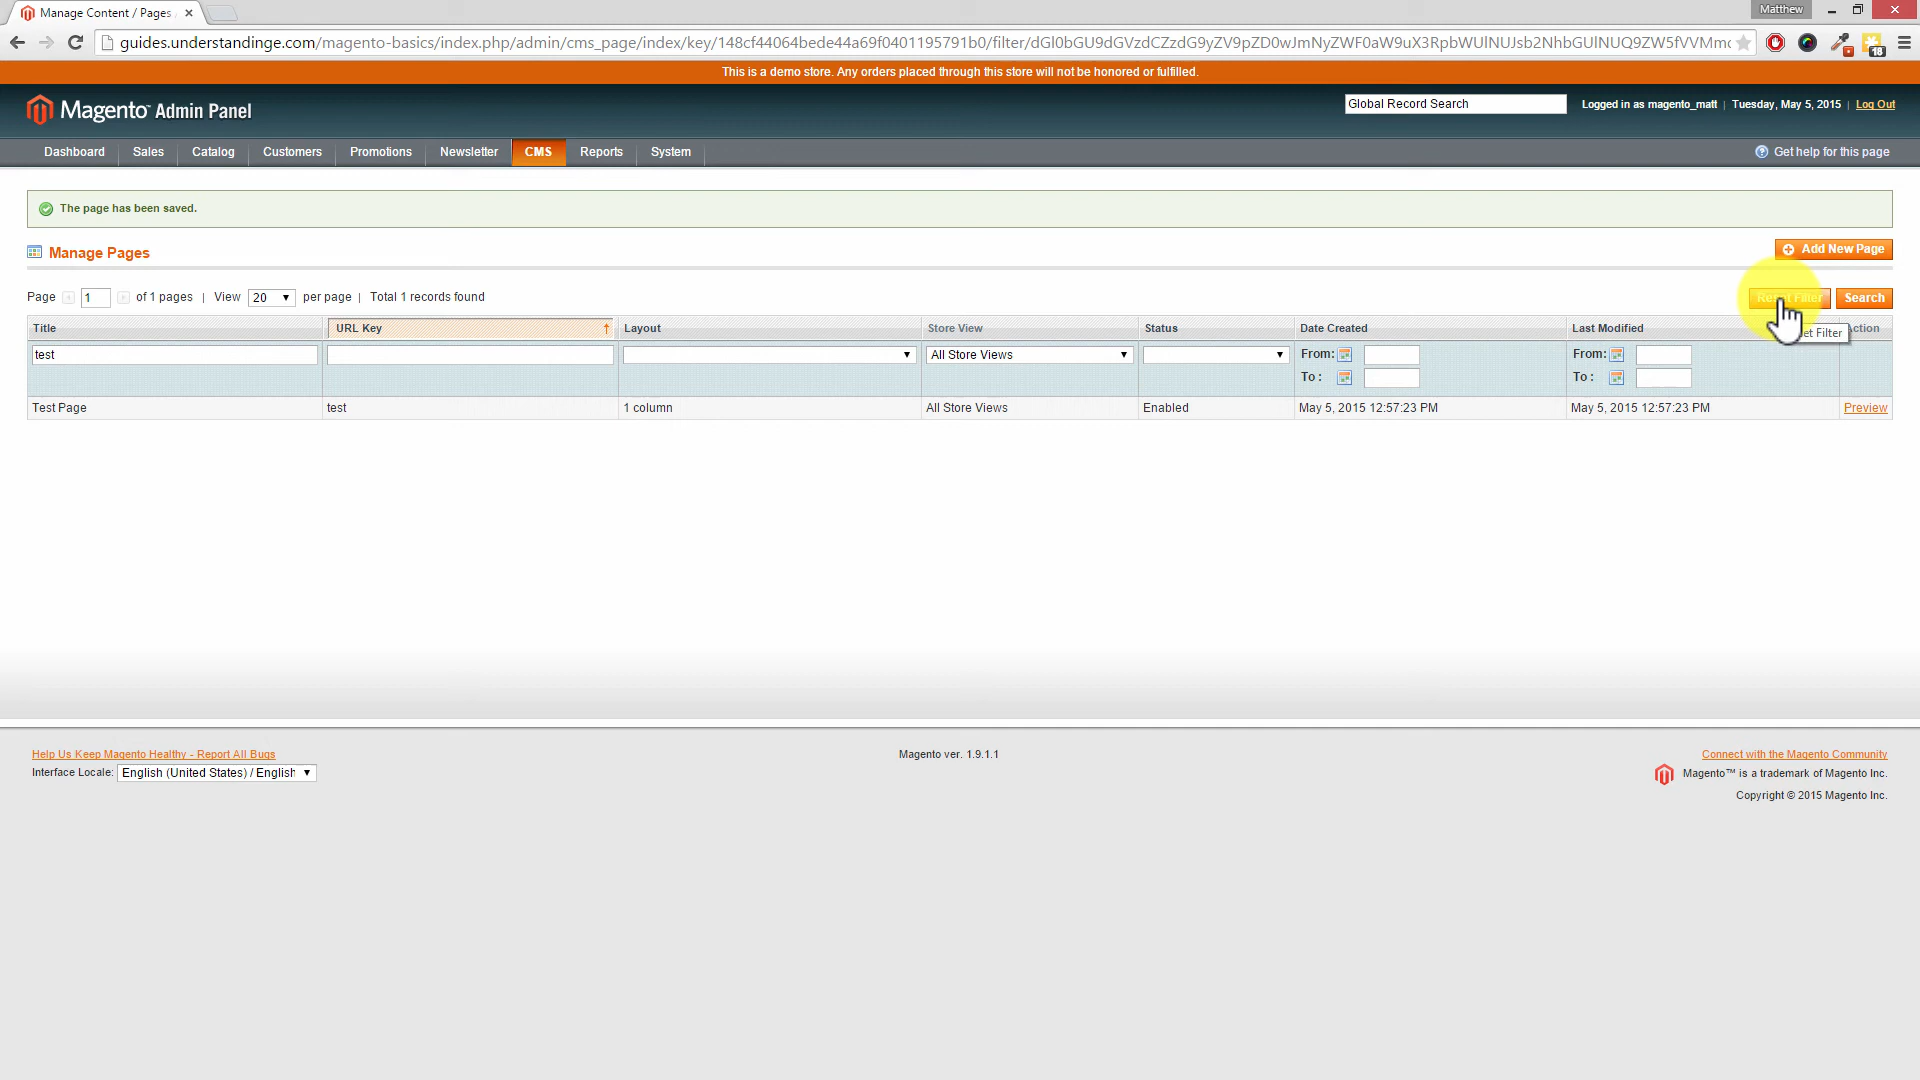 Manage Content / Pages
Matthew
guides.understandinge.com/magento-basics/index.php/admin/cms_page/index/key/148cf44064bede44a69f0401195791b0/filter/
18
This is a demo store. Any orders placed through this store will not be honored or fulfilled.
Magento™ Admin Panel
Global Record Search
Logged in as magento_matt | Tuesday, May 5, 2015 | Log Out
Dashboard Sales Catalog Customers Promotions Newsletter CMS Reports System
Get help for this page
The page has been saved.
Manage Pages
Add New Page
Page 1 of 1 pages | View 20 per page | Total 1 records found
Reset Filter Search
Title URL Key Layout Store View Status Date Created Last Modified
Filter
test All Store Views From: From:
To : To :
Test Page test 1 column All Store Views Enabled May 5, 2015 12:57:23 PM May 5, 2015 12:57:23 PM Preview
Help Us Keep Magento Healthy - Report All Bugs
Magento ver. 1.9.1.1
Connect with the Magento Community
Interface Locale: English (United States) / English
Magento™ is a trademark of Magento Inc.
Copyright © 2015 Magento Inc.